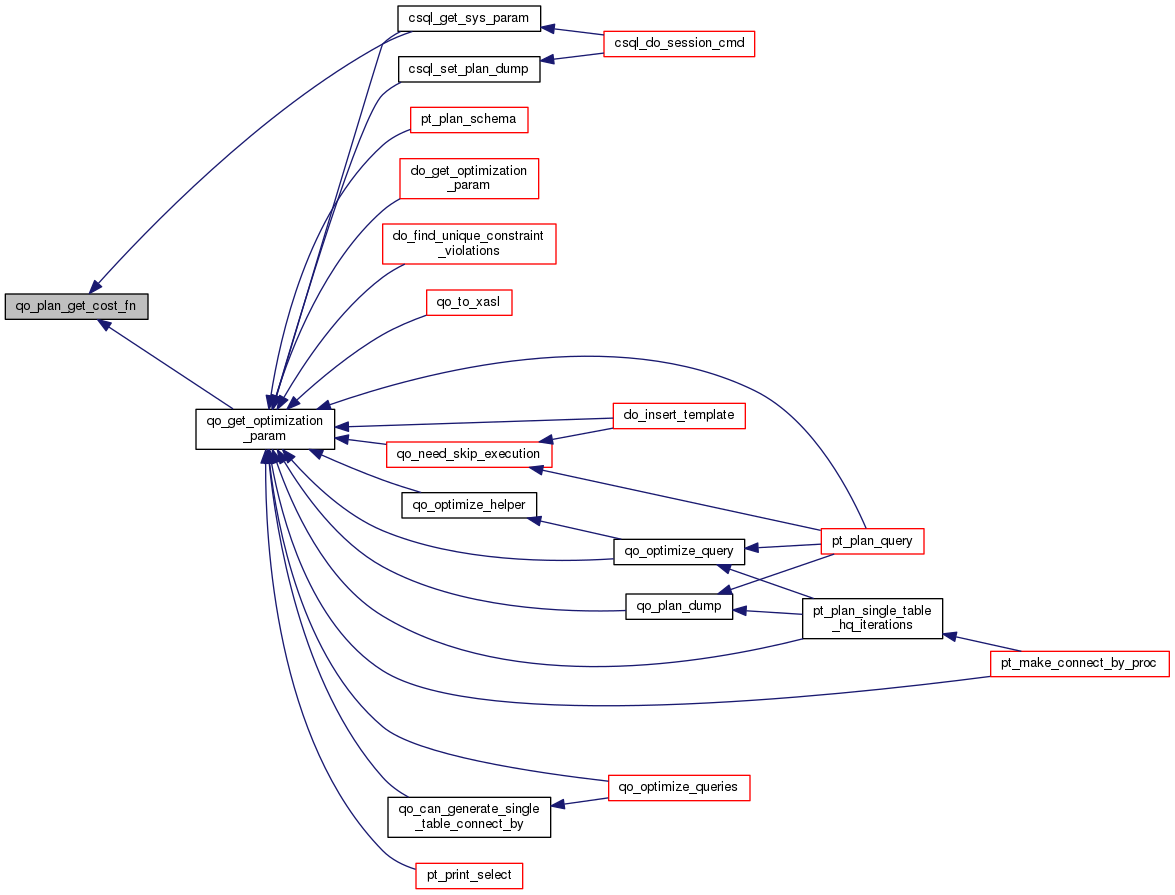 csql_get_sys_param
csql_do_session_cmd
csql_set_plan_dump
pt_plan_schema
do_get_optimization
_param
do_find_unique_constraint
_violations
qo_plan_get_cost_fn
qo_to_xasl
qo_get_optimization
_param
do_insert_template
qo_need_skip_execution
qo_optimize_helper
qo_optimize_query
pt_plan_query
qo_plan_dump
pt_plan_single_table
_hq_iterations
pt_make_connect_by_proc
qo_optimize_queries
qo_can_generate_single
_table_connect_by
pt_print_select